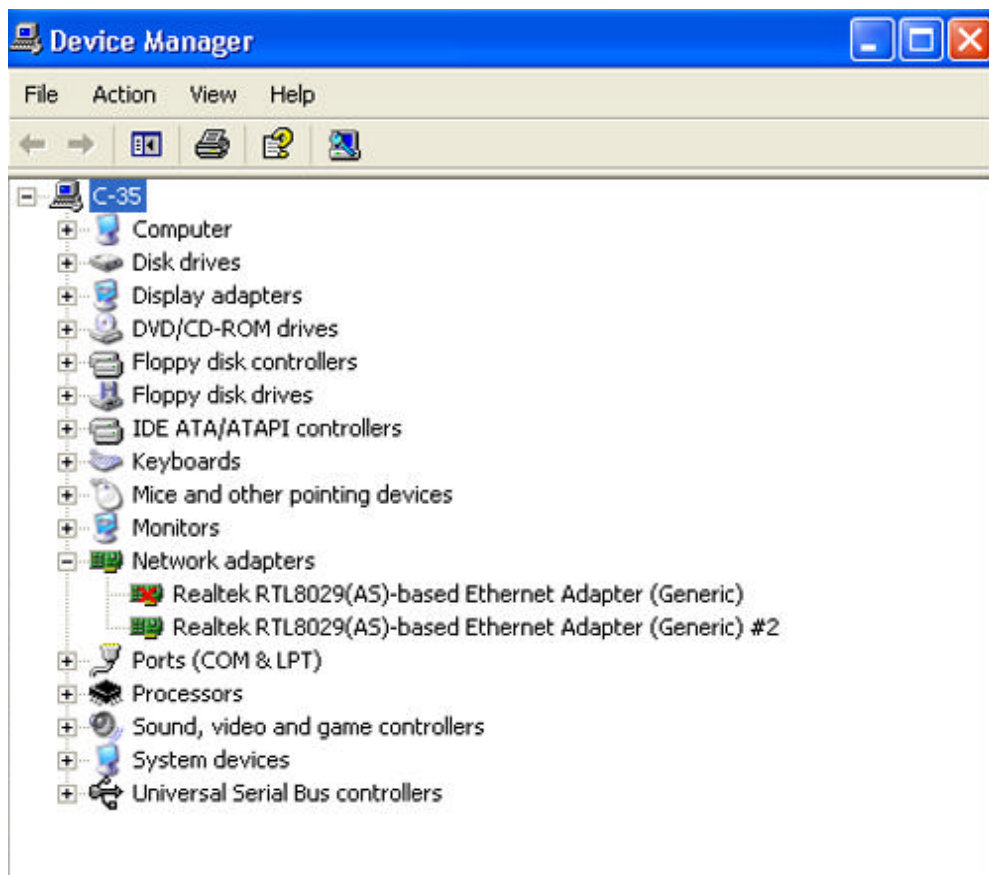 Device Manager
File Action View Help
C-35
Computer
Disk drives
Display adapters
DVD/CD-ROM drives
Floppy disk controllers
Floppy disk drives
IDE ATA/ATAPI controllers
Keyboards
Mice and other pointing devices
Monitors
Network adapters
Realtek RTL8029(AS)-based Ethernet Adapter (Generic)
Realtek RTL8029(AS)-based Ethernet Adapter (Generic) #2
Ports (COM & LPT)
Processors
Sound, video and game controllers
System devices
Universal Serial Bus controllers